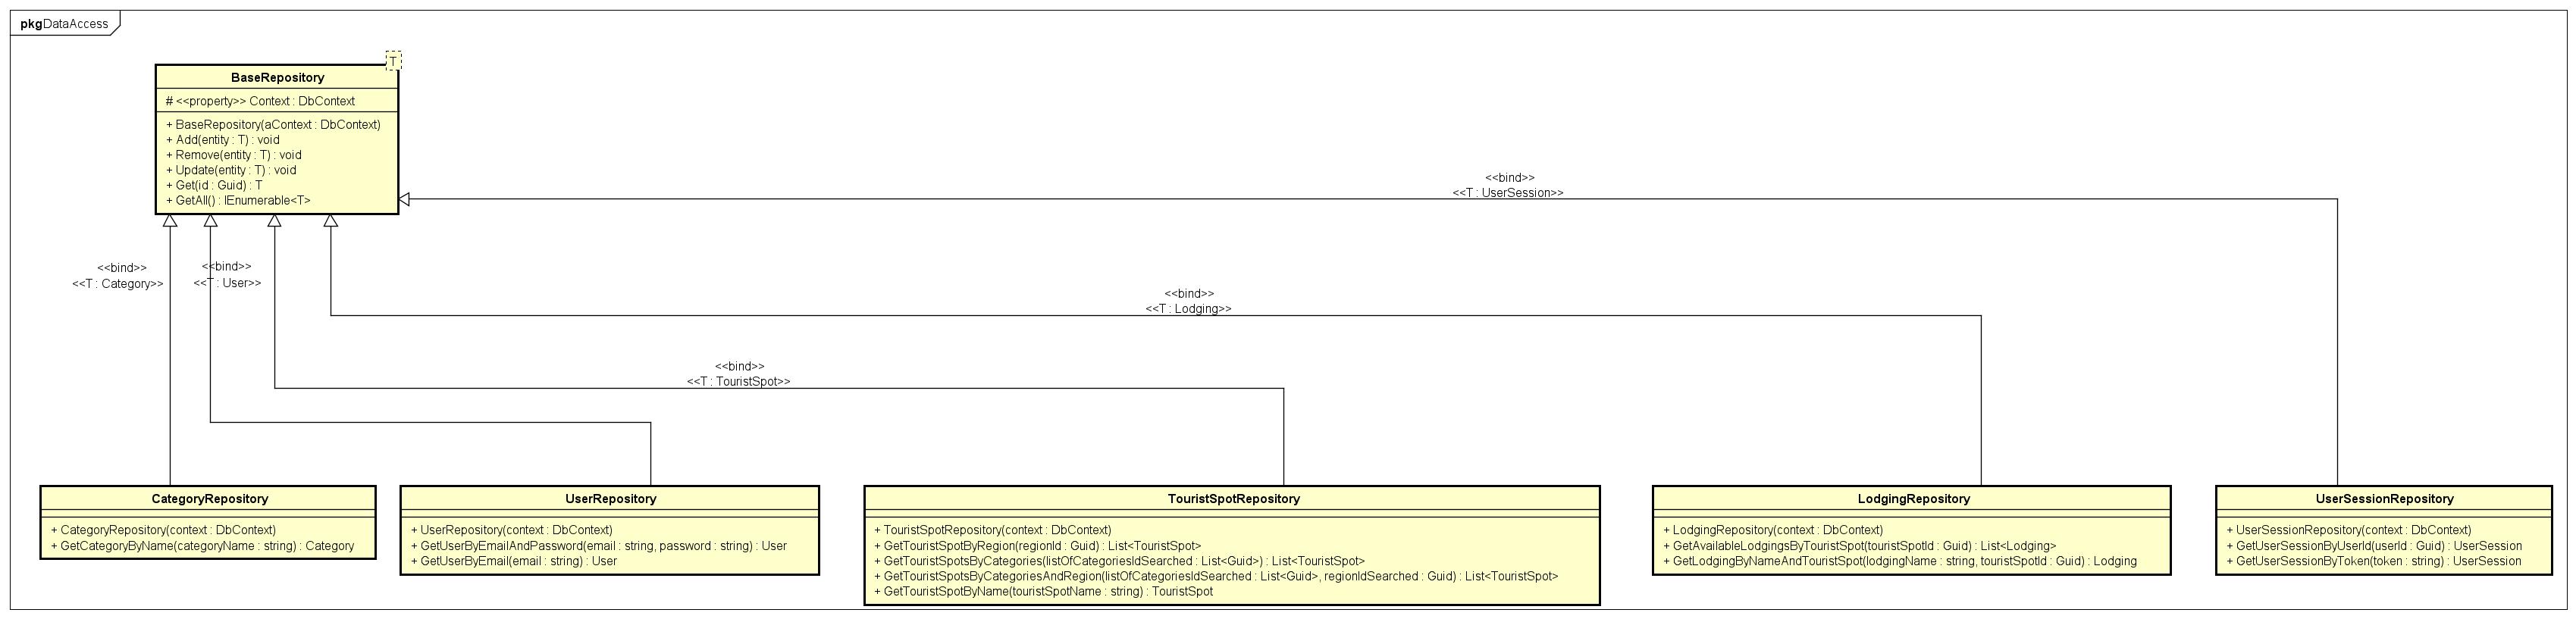 pkg DataAccess
T
BaseRepository
# <<property>> Context : DbContext
+ BaseRepository(aContext : DbContext)
+ Add(entity : T) : void
+ Remove(entity : T) : void
+ Update(entity : T) : void
+ Get(id : Guid) : T
+ GetAll() : IEnumerable<T>
<<bind>>
<<T : UserSession>>
<<bind>>
<<T : Category>>
<<bind>>
<<T : User>>
<<bind>>
<<T : Lodging>>
<<bind>>
<<T : TouristSpot>>
CategoryRepository
+ CategoryRepository(context : DbContext)
+ GetCategoryByName(categoryName : string) : Category
UserRepository
+ UserRepository(context : DbContext)
+ GetUserByEmailAndPassword(email : string, password : string) : User
+ GetUserByEmail(email : string) : User
TouristSpotRepository
+ TouristSpotRepository(context : DbContext)
+ GetTouristSpotByRegion(regionId : Guid) : List<TouristSpot>
+ GetTouristSpotsByCategories(listOfCategoriesIdSearched : List<Guid>) : List<TouristSpot>
+ GetTouristSpotsByCategoriesAndRegion(listOfCategoriesIdSearched : List<Guid>, regionIdSearched : Guid) : List<TouristSpot>
+ GetTouristSpotByName(touristSpotName : string) : TouristSpot
LodgingRepository
+ LodgingRepository(context : DbContext)
+ GetAvailableLodgingsByTouristSpot(touristSpotId : Guid) : List<Lodging>
+ GetLodgingByNameAndTouristSpot(lodgingName : string, touristSpotId : Guid) : Lodging
UserSessionRepository
+ UserSessionRepository(context : DbContext)
+ GetUserSessionByUserId(userId : Guid) : UserSession
+ GetUserSessionByToken(token : string) : UserSession